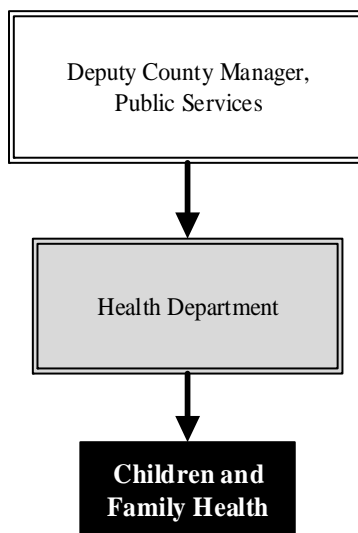 Deputy County Manager,
Public Services
Health Department
Children and
Family Health